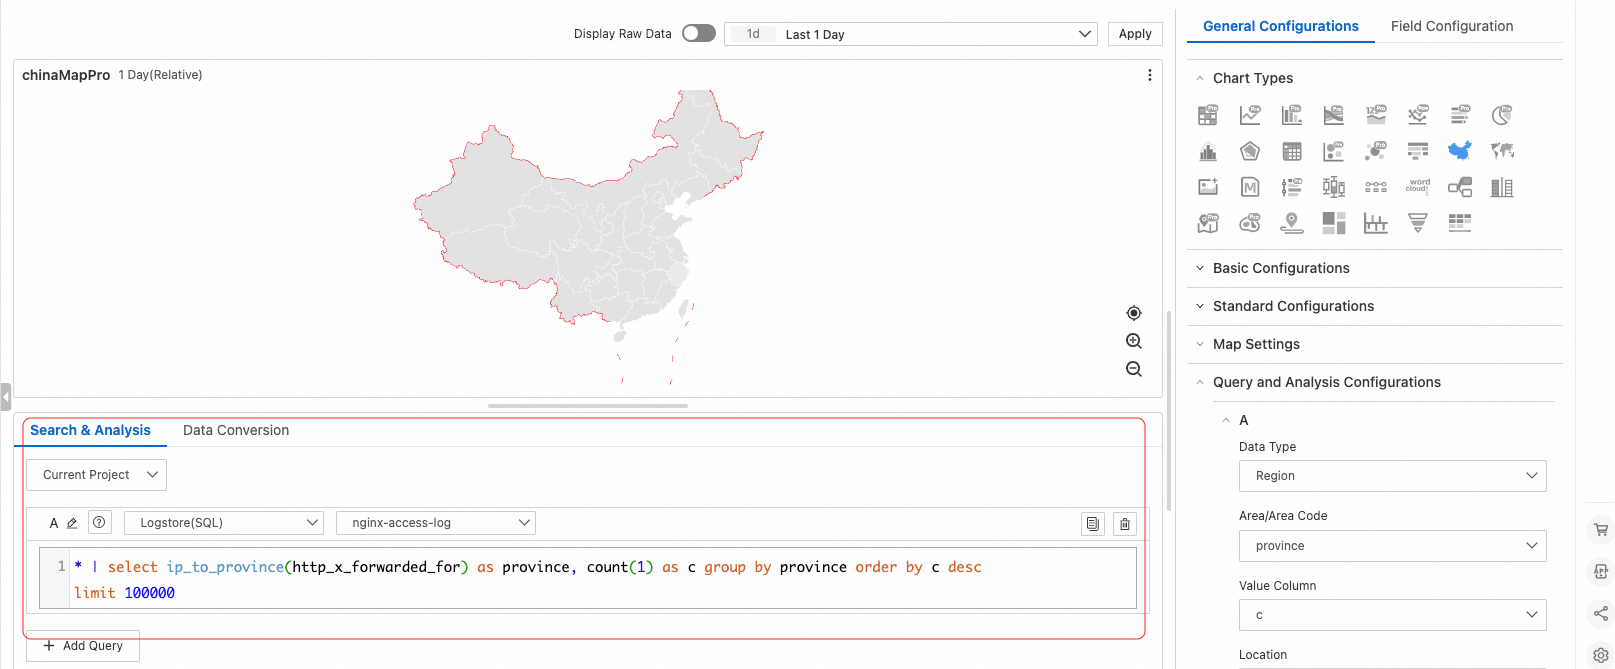 Display Raw Data
1d Last 1 Day
Apply
General Configurations
Field Configuration
chinaMapPro 1 Day(Relative)
Chart Types
Basic Configurations
Standard Configurations
Map Settings
Query and Analysis Configurations
A
Data Type
Region
Area/Area Code
province
Value Column
c
Location
Search & Analysis
Data Conversion
Current Project
A
Logstore(SQL)
nginx-access-log
1 * | select ip_to_province(http_x_forwarded_for) as province, count(1) as c group by province order by c desc
limit 100000
+ Add Query
word
cloud
M